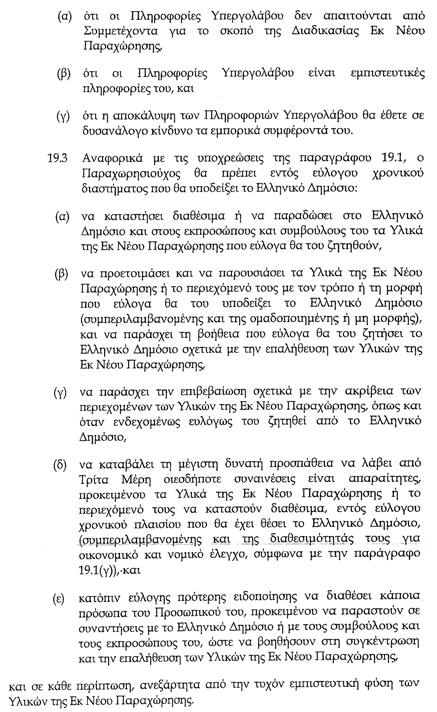 (α) ότι οι Πληροφορίες Υπεργολάβου δεν απαιτούνται από
Συμμετέχοντα για το σκοπό της Διαδικασίας Εκ Νέου
Παραχώρησης,
(β) ότι οι Πληροφορίες Υπεργολάβου είναι εμπιστευτικές
πληροφορίες του, και
(γ) ότι η αποκάλυψη των Πληροφοριών Υπεργολάβου θα έθετε σε
δυσανάλογο κίνδυνο τα εμπορικά συμφέροντά του.
19.3 Αναφορικά με τις υποχρεώσεις της παραγράφου 19.1, ο
Παραχωρησιούχος θα πρέπει εντός εύλογου χρονικού
διαστήματος που θα υποδείξει το Ελληνικό Δημόσιο:
(α) να καταστήσει διαθέσιμα ή να παραδώσει στο Ελληνικό
Δημόσιο και στους εκπροσώπους και συμβούλους του τα Υλικά
της Εκ Νέου Παραχώρησης που εύλογα θα του ζητηθούν,
(β) να προετοιμάσει και να παρουσιάσει τα Υλικά της Εκ Νέου
Παραχώρησης ή το περιεχόμενό τους με τον τρόπο ή τη μορφή
που εύλογα θα του υποδείξει το Ελληνικό Δημόσιο
(συμπεριλαμβανομένης και της ομαδοποιημένης ή μη μορφής),
και να παράσχει τη βοήθεια που εύλογα θα του ζητήσει το
Ελληνικό Δημόσιο σχετικά με την επαλήθευση των Υλικών της
Εκ Νέου Παραχώρησης,
(γ) να παράσχει την επιβεβαίωση σχετικά με την ακρίβεια των
περιεχομένων των Υλικών της Εκ Νέου Παραχώρησης, όπως και
όταν ενδεχομένως ευλόγως του ζητηθεί από το Ελληνικό
Δημόσιο,
(δ) να καταβάλει τη μέγιστη δυνατή προσπάθεια να λάβει από
Τρίτα Μέρη οιεσδήποτε συναινέσεις είναι απαραίτητες,
προκειμένου τα Υλικά της Εκ Νέου Παραχώρησης ή το
περιεχόμενό τους να καταστούν διαθέσιμα, εντός εύλογου
χρονικού πλαισίου που θα έχει θέσει το Ελληνικό Δημόσιο,
(συμπεριλαμβανομένης και της διαθεσιμότητάς τους για
οικονομικό και νομικό έλεγχο, σύμφωνα με την παράγραφο
19.1(γ)), και
(ε) κατόπιν εύλογης πρότερης ειδοποίησης να διαθέσει κάποια
πρόσωπα του Προσωπικού του, προκειμένου να παραστούν σε
συναντήσεις με το Ελληνικό Δημόσιο ή με τους συμβούλους και
τους εκπροσώπους του, ώστε να βοηθήσουν στη συγκέντρωση
και την επαλήθευση των Υλικών της Εκ Νέου Παραχώρησης,
και σε κάθε περίπτωση, ανεξάρτητα από την τυχόν εμπιστευτική φύση των
Υλικών της Εκ Νέου Παραχώρησης.